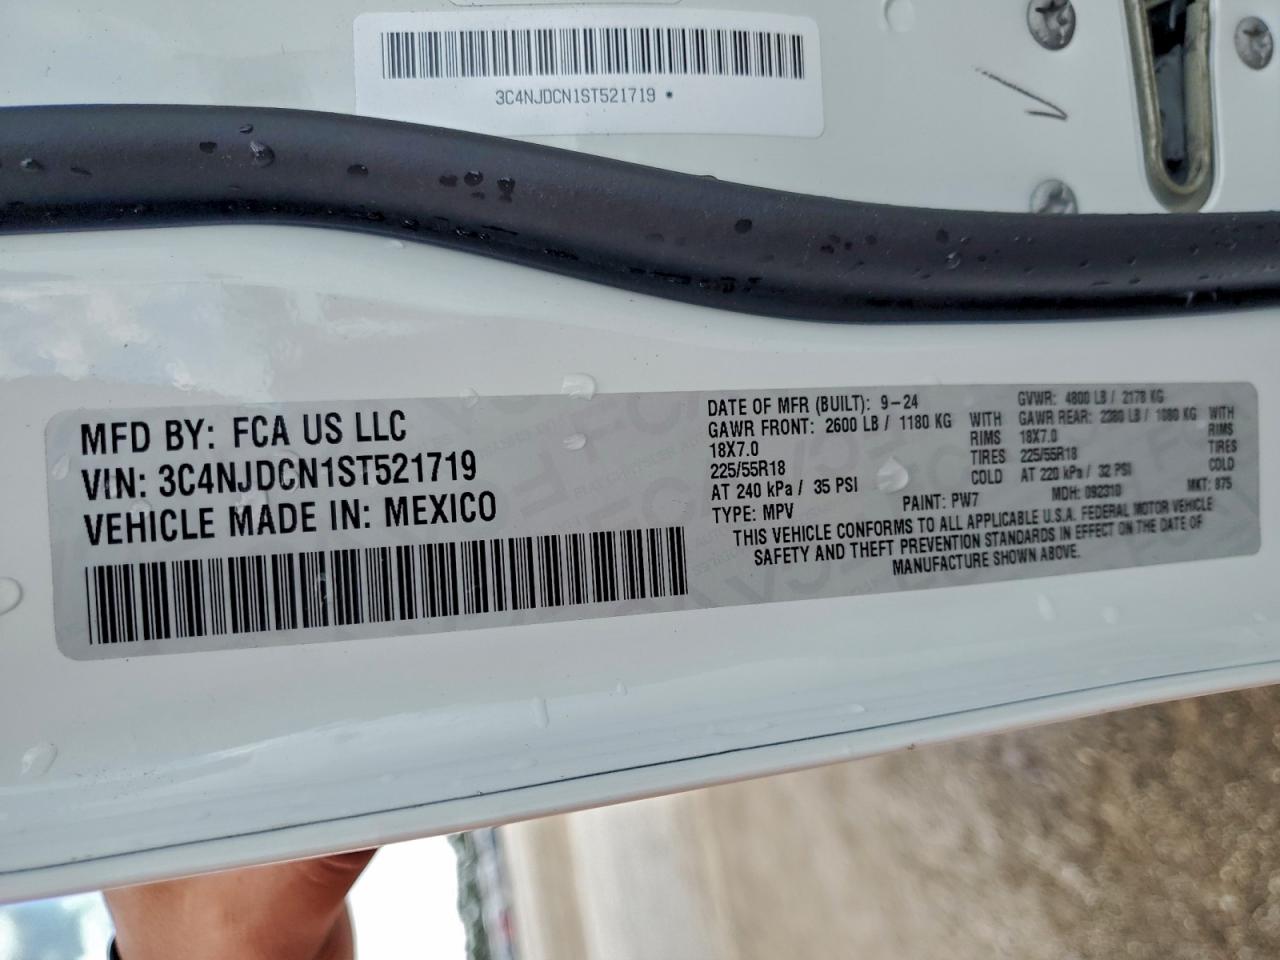 3C4NJDCN1ST521719 *
MFD BY: FCA US LLC
VIN: 3C4NJDCN1ST521719
VEHICLE MADE IN: MEXICO
DATE OF MFR (BUILT): 9-24 GVWR: 4800 LB / 2178 KG
GAWR FRONT: 2600 LB / 1180 KG WITH GAWR REAR: 2380 LB / 1080 KG WITH
18X7.0 RIMS 18X7.0 RIMS
225/55R18 TIRES 225/55R18 TIRES
AT 240 kPa / 35 PSI COLD AT 220 kPa / 32 PSI COLD
TYPE: MPV PAINT: PW7 MDH: 092310 MKT: 875
THIS VEHICLE CONFORMS TO ALL APPLICABLE U.S.A. FEDERAL MOTOR VEHICLE
SAFETY AND THEFT PREVENTION STANDARDS IN EFFECT ON THE DATE OF
MANUFACTURE SHOWN ABOVE.